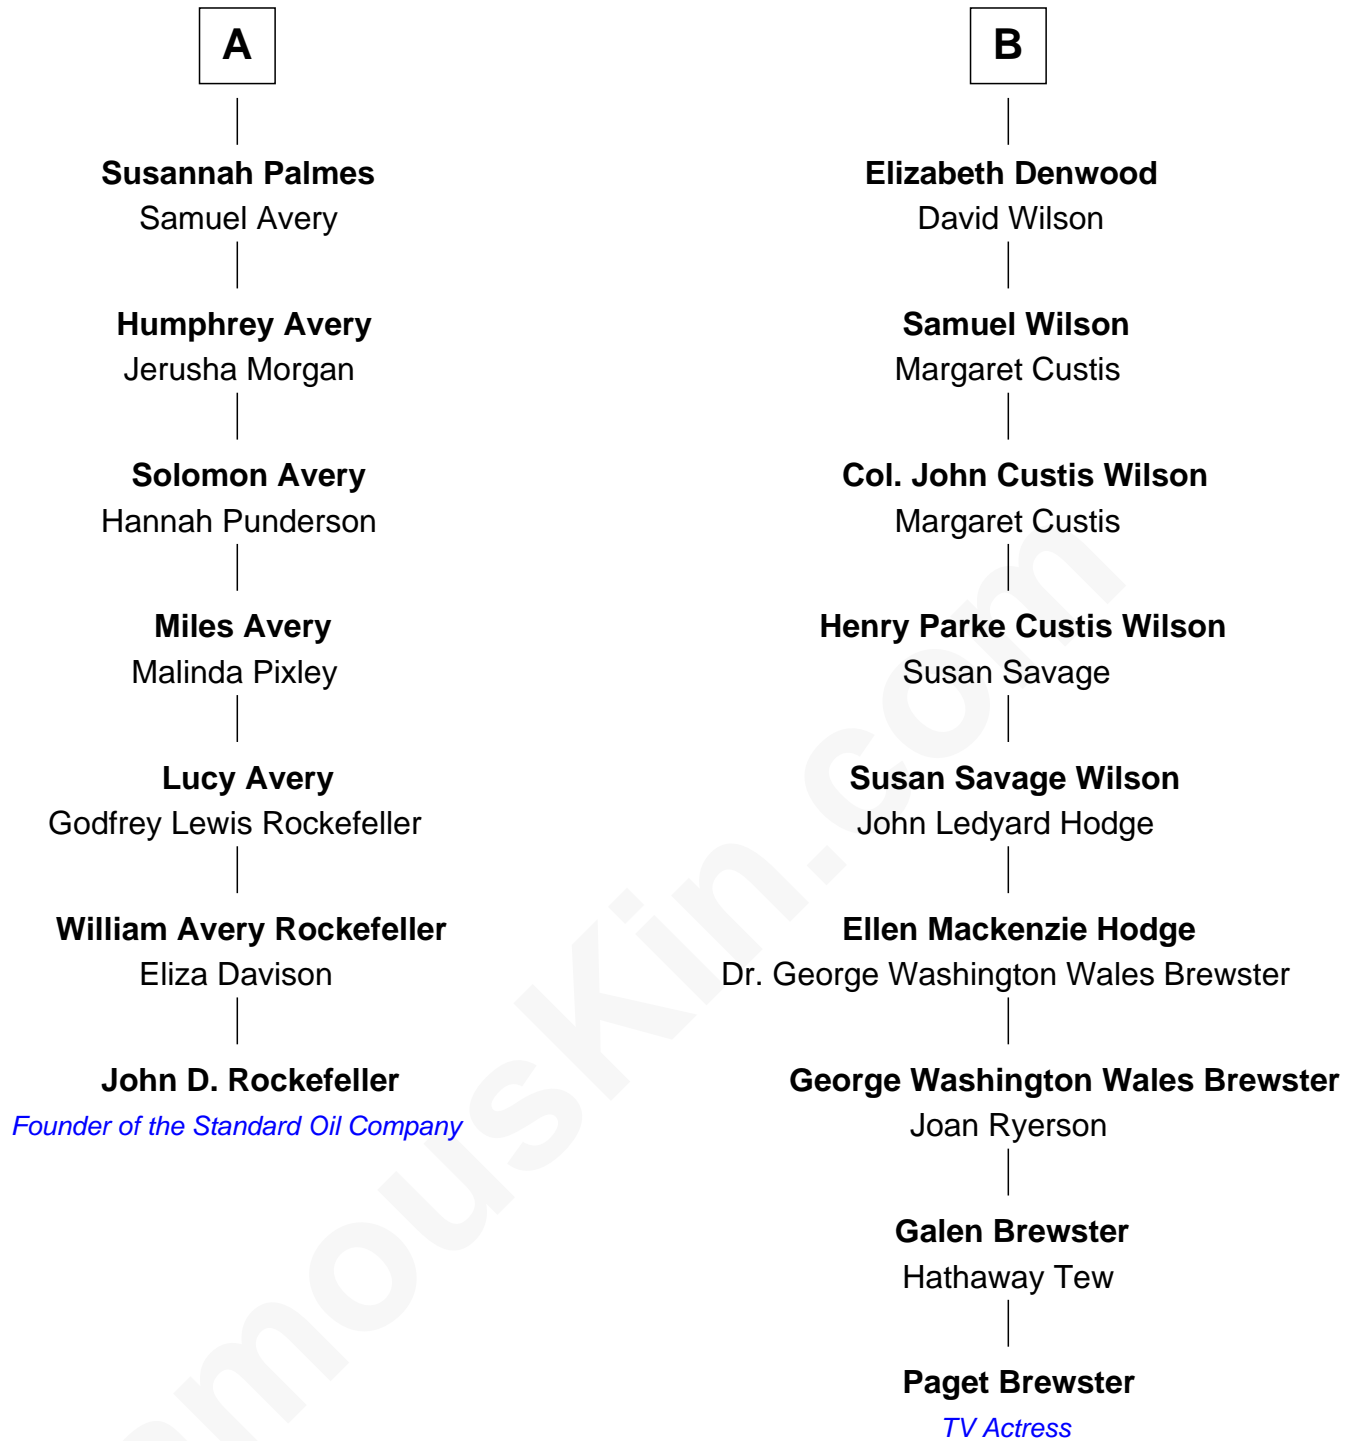 A
Susannah Palmes
Samuel Avery
Humphrey Avery
Jerusha Morgan
Solomon Avery
Hannah Punderson
Miles Avery
Malinda Pixley
Lucy Avery
Godfrey Lewis Rockefeller
William Avery Rockefeller
Eliza Davison
John D. Rockefeller
Founder of the Standard Oil Company
B
Elizabeth Denwood
David Wilson
Samuel Wilson
Margaret Custis
Col. John Custis Wilson
Margaret Custis
Henry Parke Custis Wilson
Susan Savage
Susan Savage Wilson
John Ledyard Hodge
Ellen Mackenzie Hodge
Dr. George Washington Wales Brewster
George Washington Wales Brewster
Joan Ryerson
Galen Brewster
Hathaway Tew
Paget Brewster
TV Actress
amouskin.com